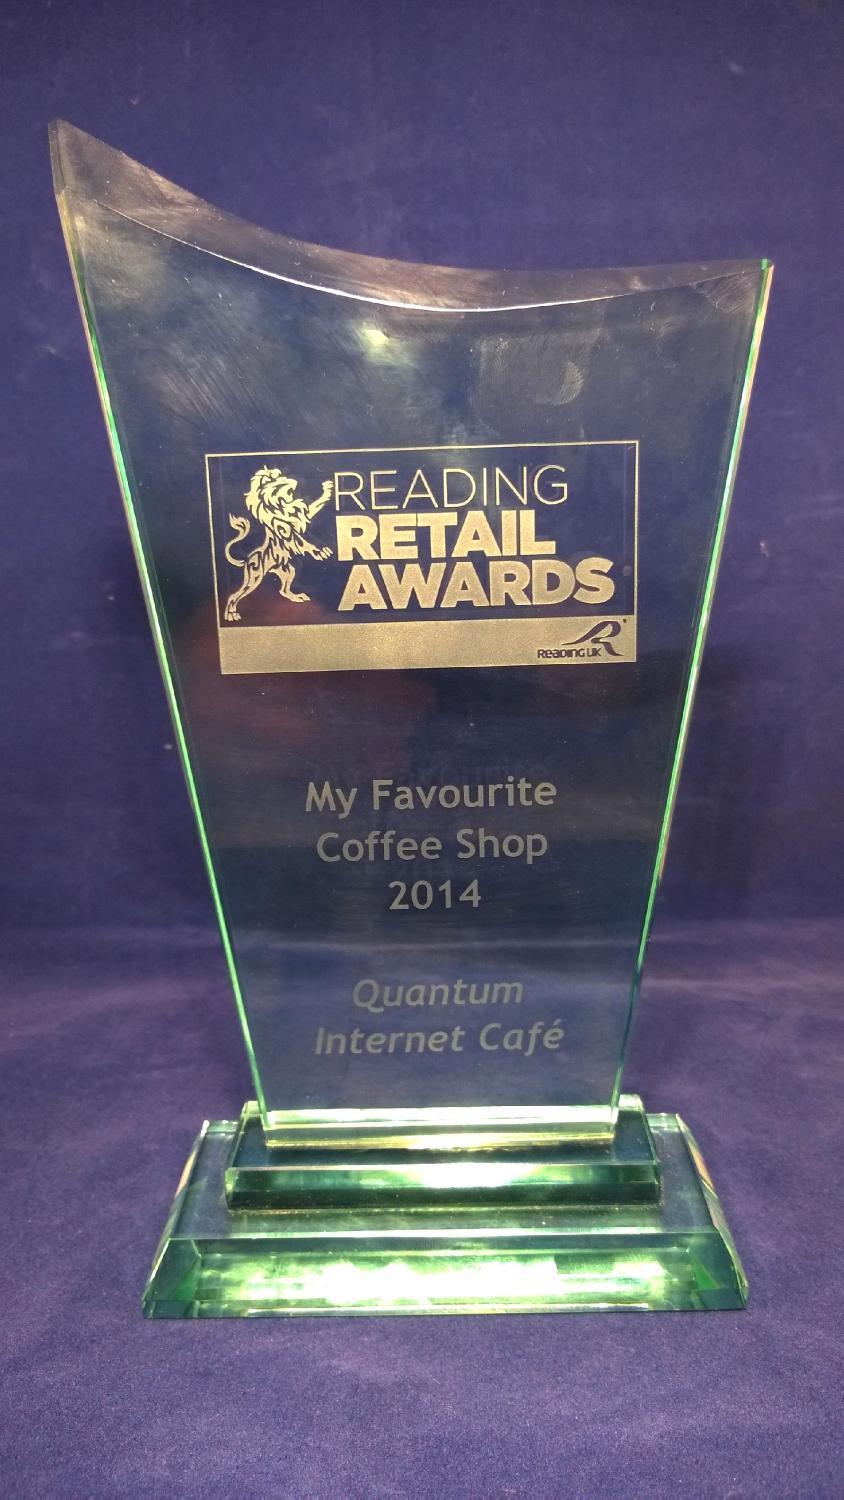 READING
RETAIL
AWARDS
Reading UK
My Favourite
Coffee Shop
2014
Quantum
Internet Café